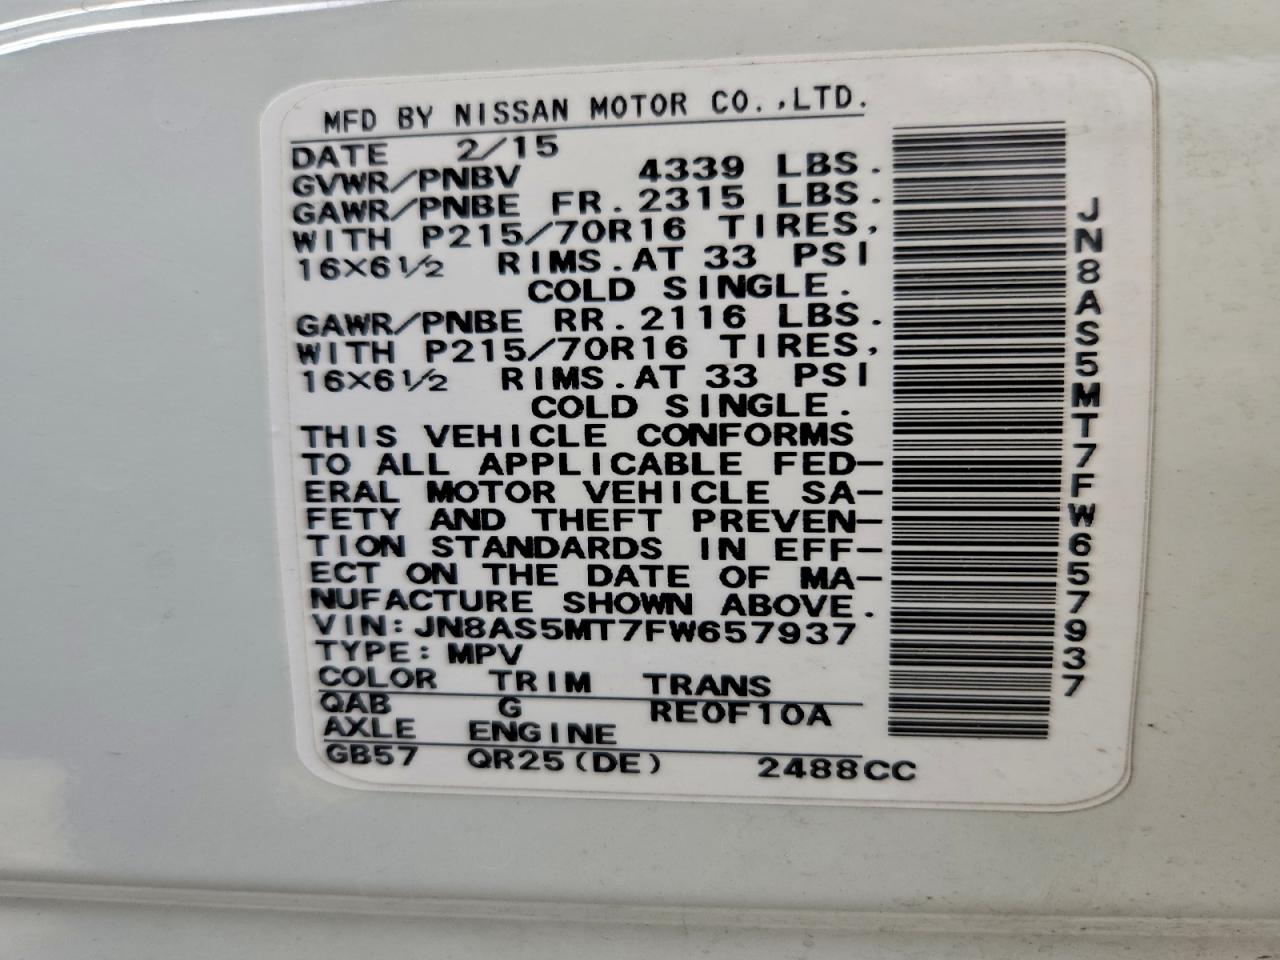 MFD BY NISSAN MOTOR CO.,LTD.
DATE 2/15
GVWR/PNBV 4339 LBS.
GAWR/PNBE FR.2315 LBS.
WITH P215/70R16 TIRES,
16×6½ RIMS.AT 33 PSI
COLD SINGLE.
GAWR/PNBE RR.2116 LBS.
WITH P215/70R16 TIRES,
16×6½ RIMS.AT 33 PSI
COLD SINGLE.
THIS VEHICLE CONFORMS
TO ALL APPLICABLE FED-
ERAL MOTOR VEHICLE SA-
FETY AND THEFT PREVEN-
TION STANDARDS IN EFF-
ECT ON THE DATE OF MA-
NUFACTURE SHOWN ABOVE.
VIN:JN8AS5MT7FW657937
TYPE:MPV
COLOR TRIM TRANS
QAB G RE0F10A
AXLE ENGINE
GB57 QR25(DE) 2488CC
JN8AS5MT7FW657937